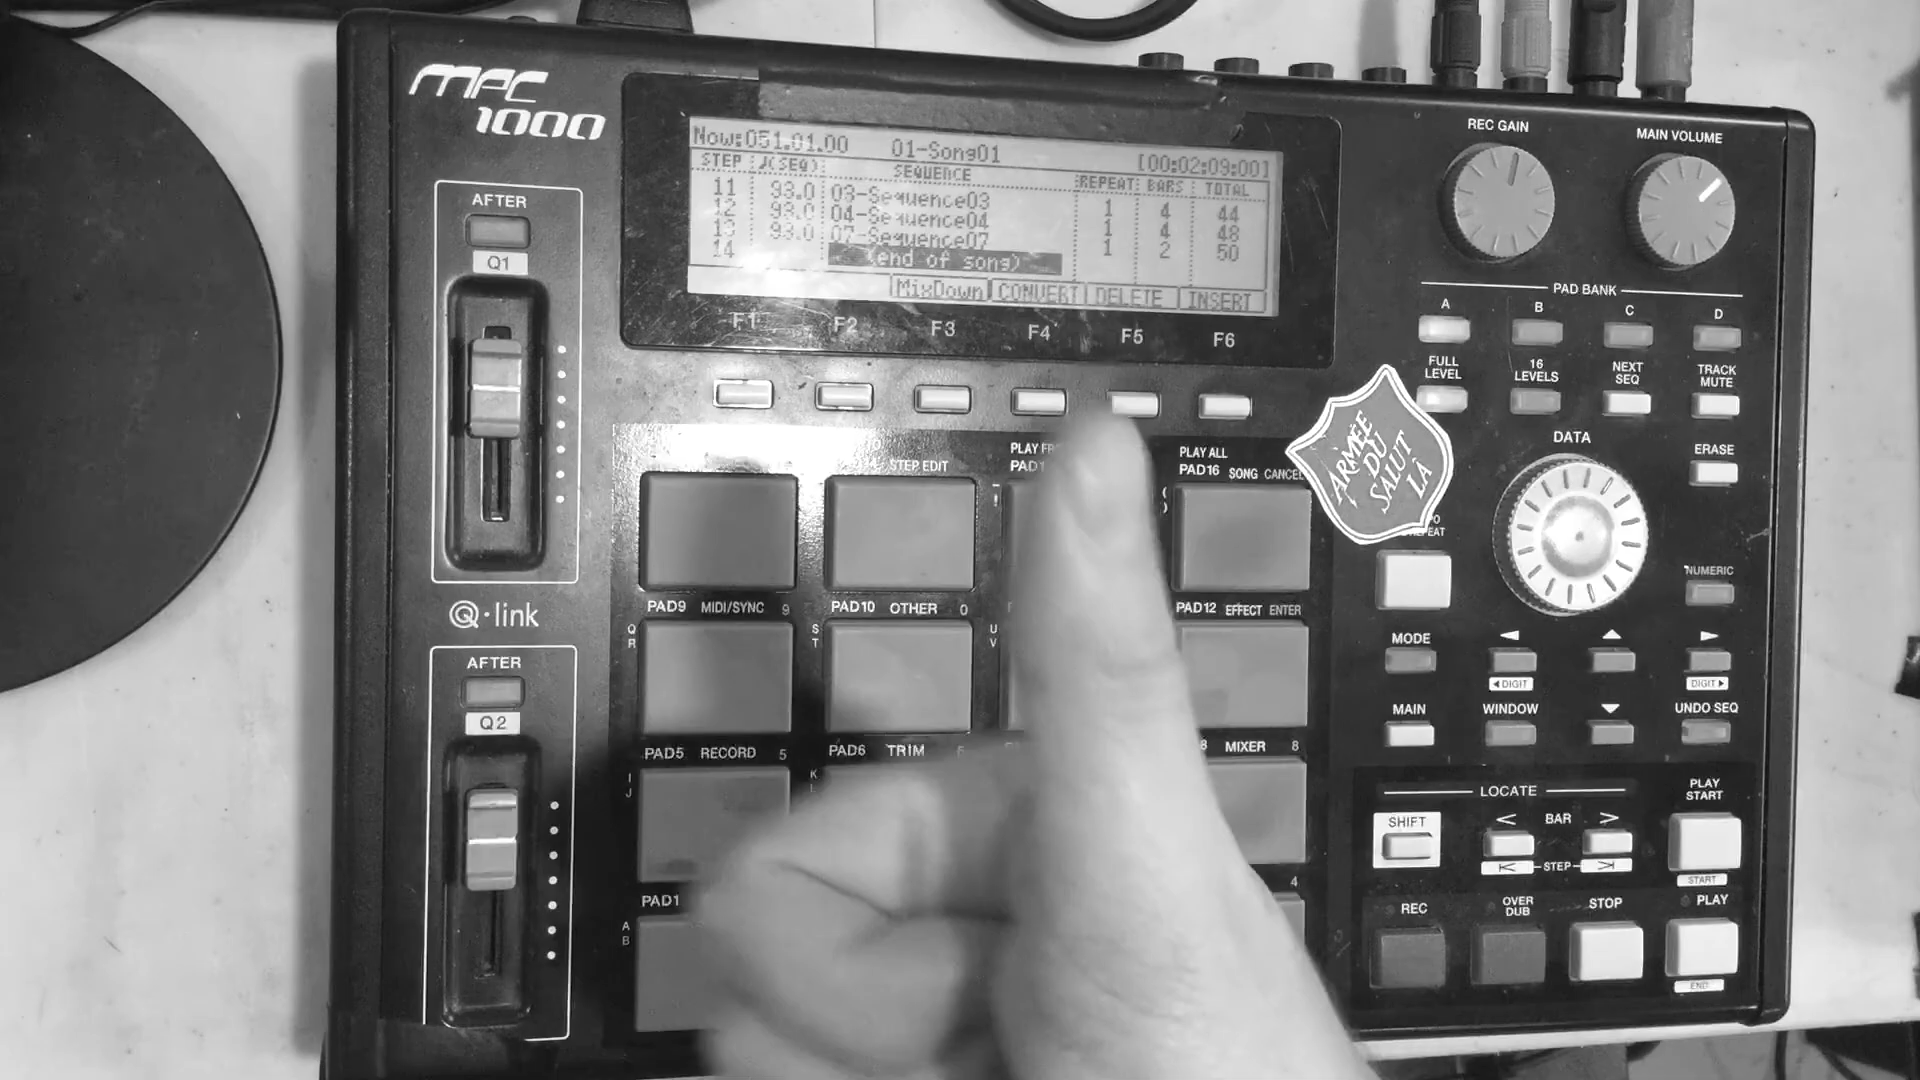 MPC
1000
Now:051.01.00 01-Song01 [00:02:09:00]
STEP ♪(SEQ) SEQUENCE REPEAT BARS TOTAL
11 93.0 03-Sequence03 1 4 44
12 93.0 04-Sequence04 1 4 48
13 93.0 07-Sequence07 1 2 50
14 (end of song)
MixDown CONVERT DELETE INSERT
F1 F2 F3 F4 F5 F6
REC GAIN
MAIN VOLUME
PAD BANK
A B C D
FULL
LEVEL
16
LEVELS
NEXT
SEQ
TRACK
MUTE
AFTER
Q1
Q·link
AFTER
Q2
STEP EDIT
PLAY ALL
PAD16 SONG CANCEL
ARMÉE
DU
SALUT
LÀ
DATA
ERASE
NUMERIC
PAD9 MIDI/SYNC 9
PAD10 OTHER 0
PAD12 EFFECT ENTER
Q
R
S
T
U
V
PAD5 RECORD 5
PAD6 TRIM
8 MIXER 8
I
J
K
L
PAD1
4
A
B
MODE
◄ DIGIT
DIGIT ►
MAIN
WINDOW
UNDO SEQ
LOCATE
SHIFT
< BAR >
STEP
PLAY
START
START
REC
OVER
DUB
STOP
PLAY
END